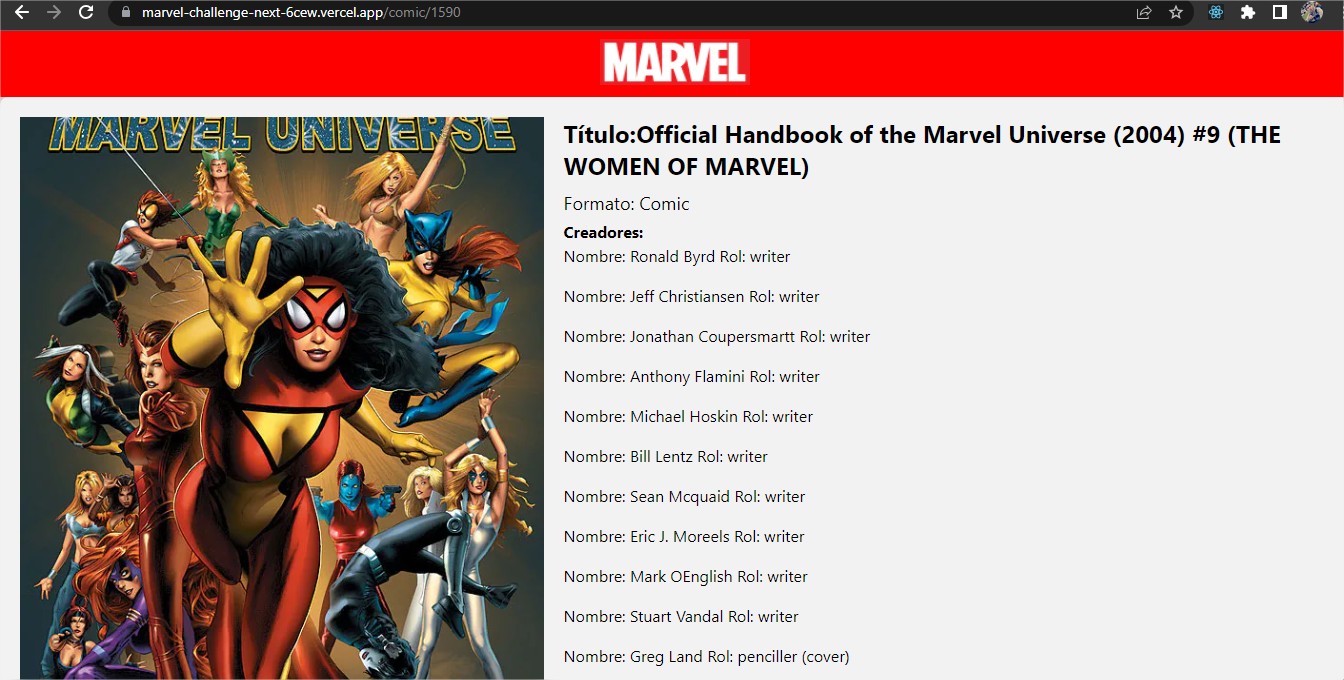 marvel-challenge-next-6cew.vercel.app/comic/1590
MARVEL
MARVEL UNIVERSE
Título:Official Handbook of the Marvel Universe (2004) #9 (THE
WOMEN OF MARVEL)
Formato: Comic
Creadores:
Nombre: Ronald Byrd Rol: writer
Nombre: Jeff Christiansen Rol: writer
Nombre: Jonathan Coupersmartt Rol: writer
Nombre: Anthony Flamini Rol: writer
Nombre: Michael Hoskin Rol: writer
Nombre: Bill Lentz Rol: writer
Nombre: Sean Mcquaid Rol: writer
Nombre: Eric J. Moreels Rol: writer
Nombre: Mark OEnglish Rol: writer
Nombre: Stuart Vandal Rol: writer
Nombre: Greg Land Rol: penciller (cover)